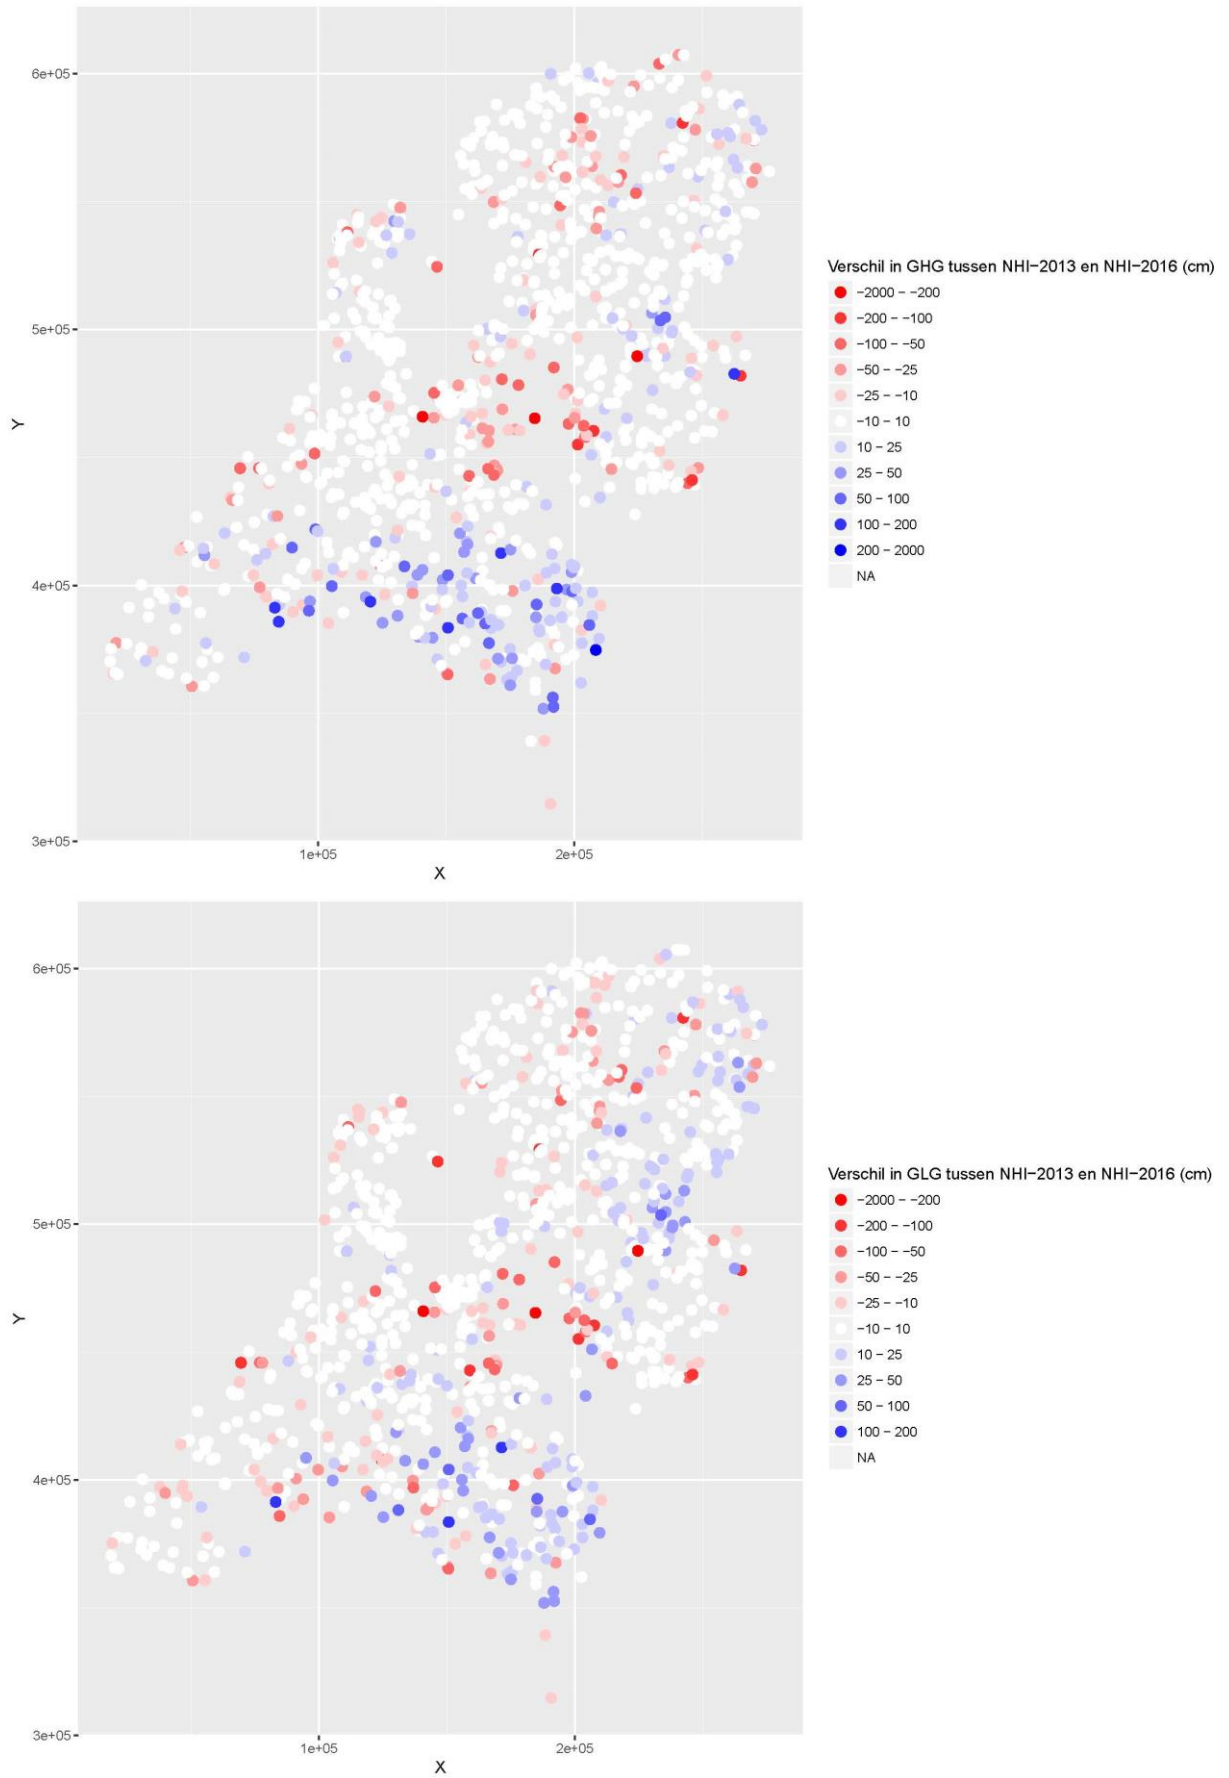 6e+05
5e+05
4e+05
3e+05
Y
1e+05
2e+05
X
Verschil in GHG tussen NHI−2013 en NHI−2016 (cm)
−2000 − −200
−200 − −100
−100 − −50
−50 − −25
−25 − −10
−10 − 10
10 − 25
25 − 50
50 − 100
100 − 200
200 − 2000
NA
6e+05
5e+05
4e+05
3e+05
Y
1e+05
2e+05
X
Verschil in GLG tussen NHI−2013 en NHI−2016 (cm)
−2000 − −200
−200 − −100
−100 − −50
−50 − −25
−25 − −10
−10 − 10
10 − 25
25 − 50
50 − 100
100 − 200
NA